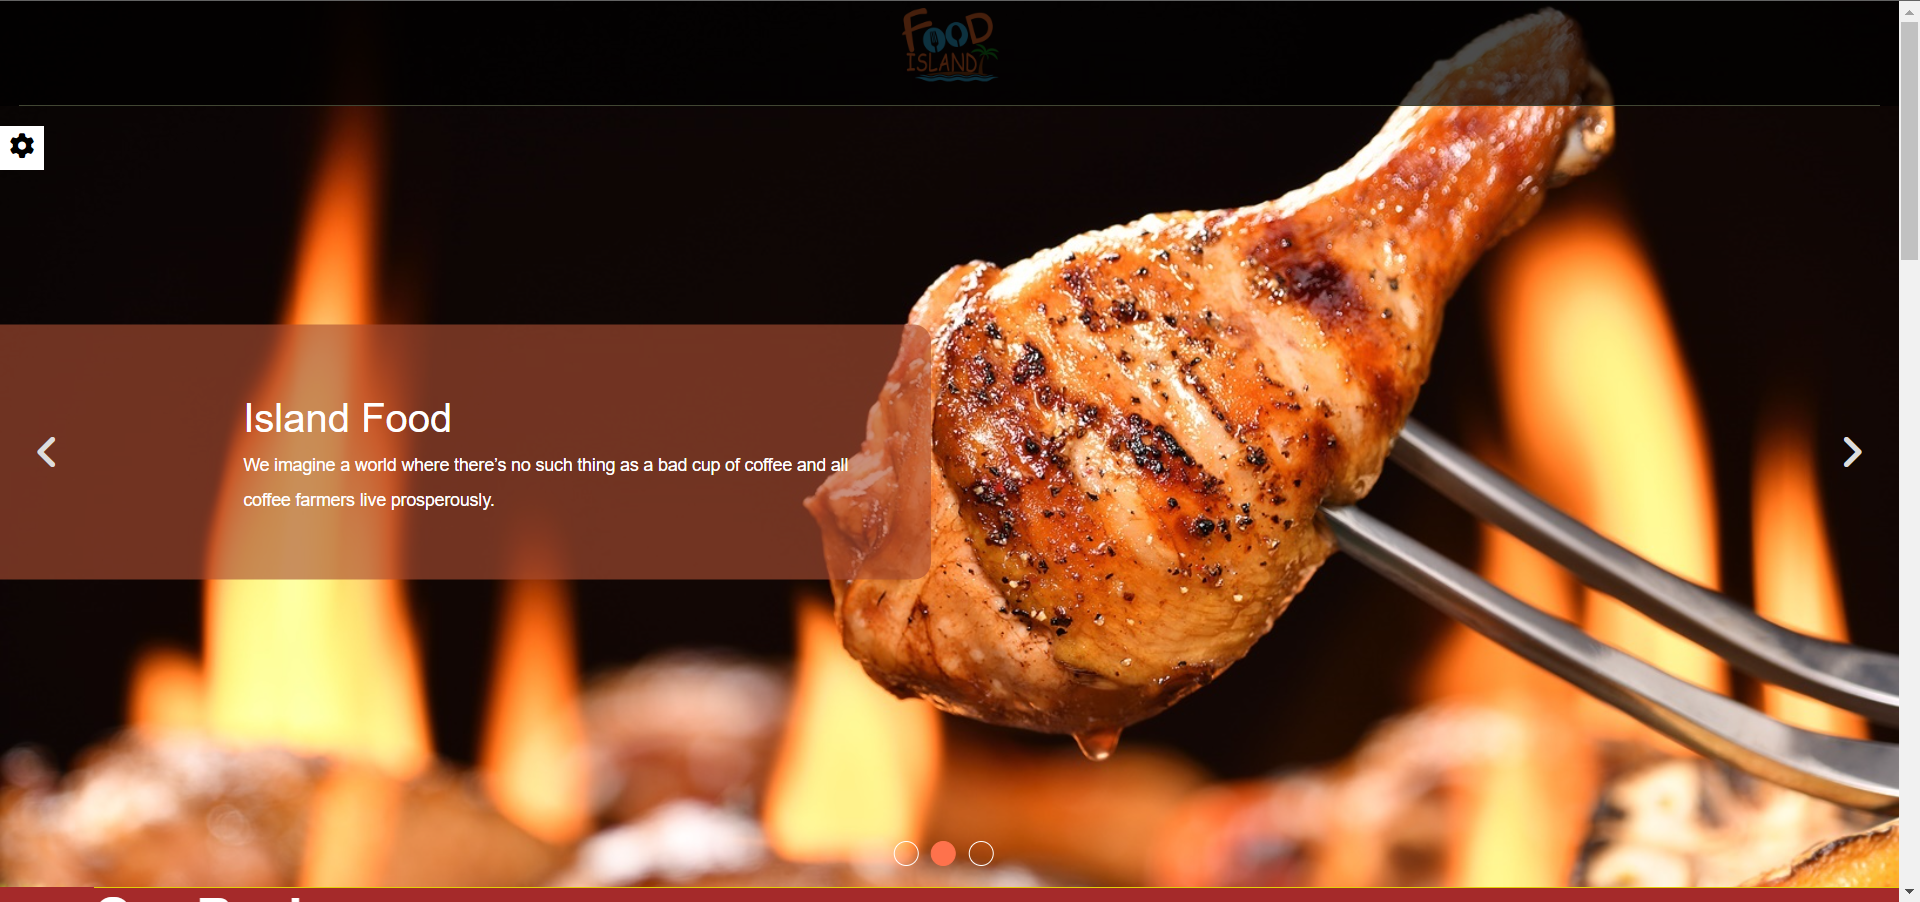 FOOD
ISLAND
Island Food
We imagine a world where there's no such thing as a bad cup of coffee and all
coffee farmers live prosperously.